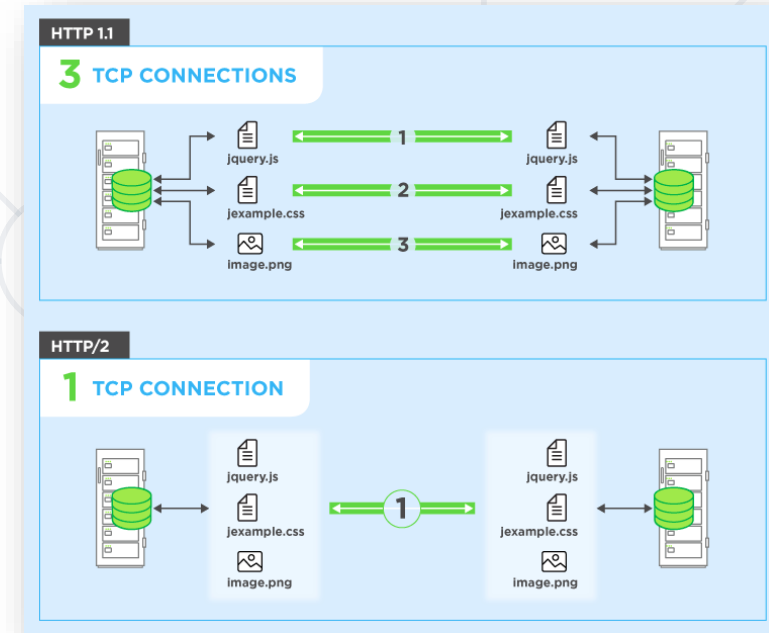 HTTP 1.1
3 TCP CONNECTIONS
jquery.js 1 jquery.js
jexample.css 2 jexample.css
image.png 3 image.png
HTTP/2
1 TCP CONNECTION
jquery.js jquery.js
jexample.css 1 jexample.css
image.png image.png